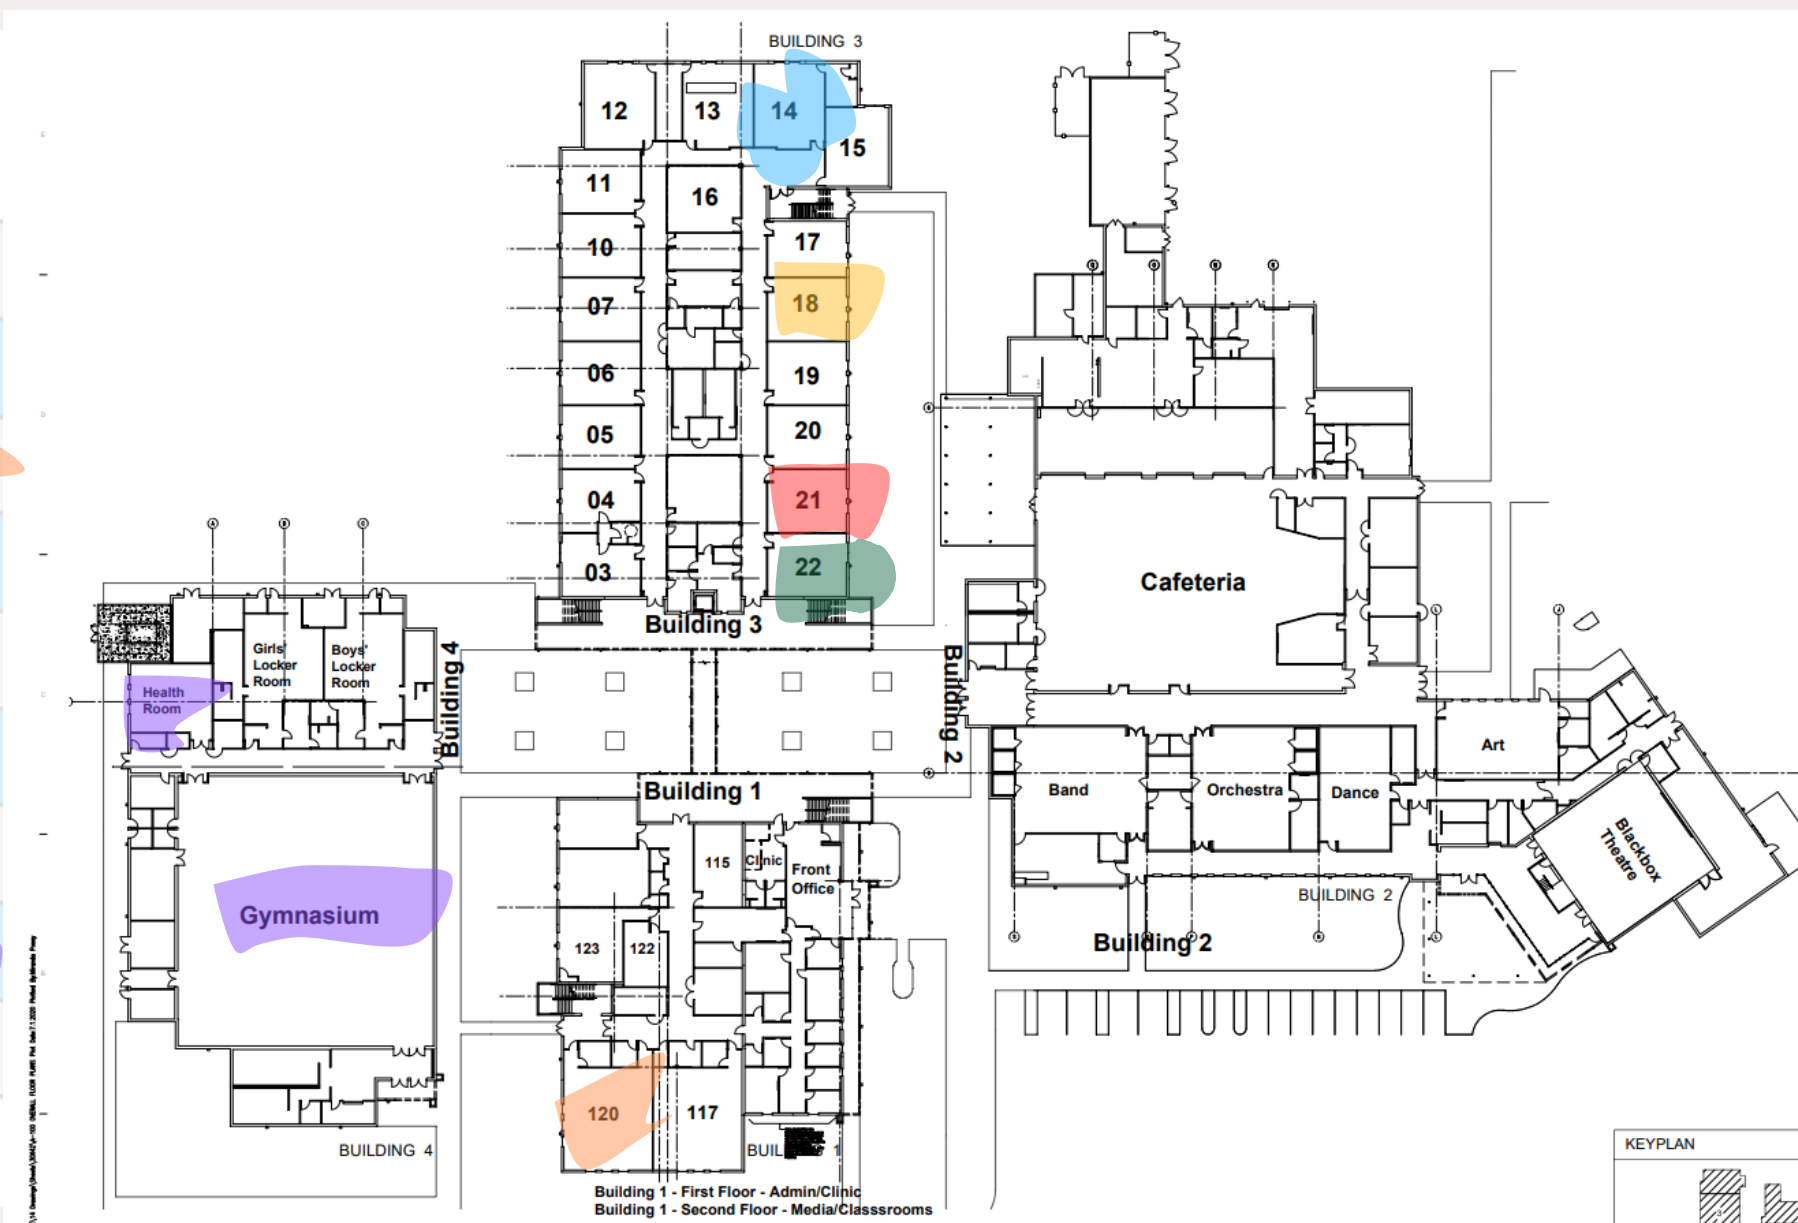 BUILDING 3
12
13
14
15
11
16
10
17
07
18
06
19
05
20
04
21
03
22
Building 3
Cafeteria
Girls'
Locker
Room
Boys'
Locker
Room
Health
Room
Building 4
Building 2
Art
Band
Orchestra
Dance
Blackbox
Theatre
Building 1
115
Clinic
Front
Office
BUILDING 2
Building 2
Gymnasium
123
122
120
117
BUILDING 4
Building 1 - First Floor - Admin/Clinic
Building 1 - Second Floor - Media/Classsrooms
KEYPLAN
3